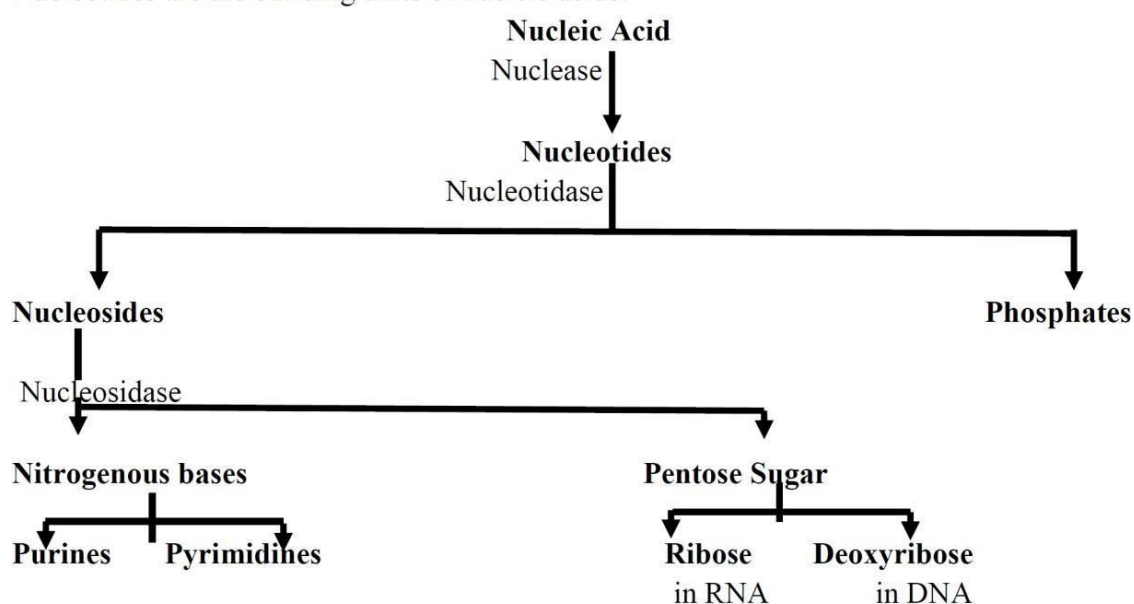 Nucleic Acid
Nuclease
Nucleotides
Nucleotidase
Nucleosides Phosphates
Nucleosidase
Nitrogenous bases Pentose Sugar
Purines Pyrimidines Ribose Deoxyribose
in RNA in DNA